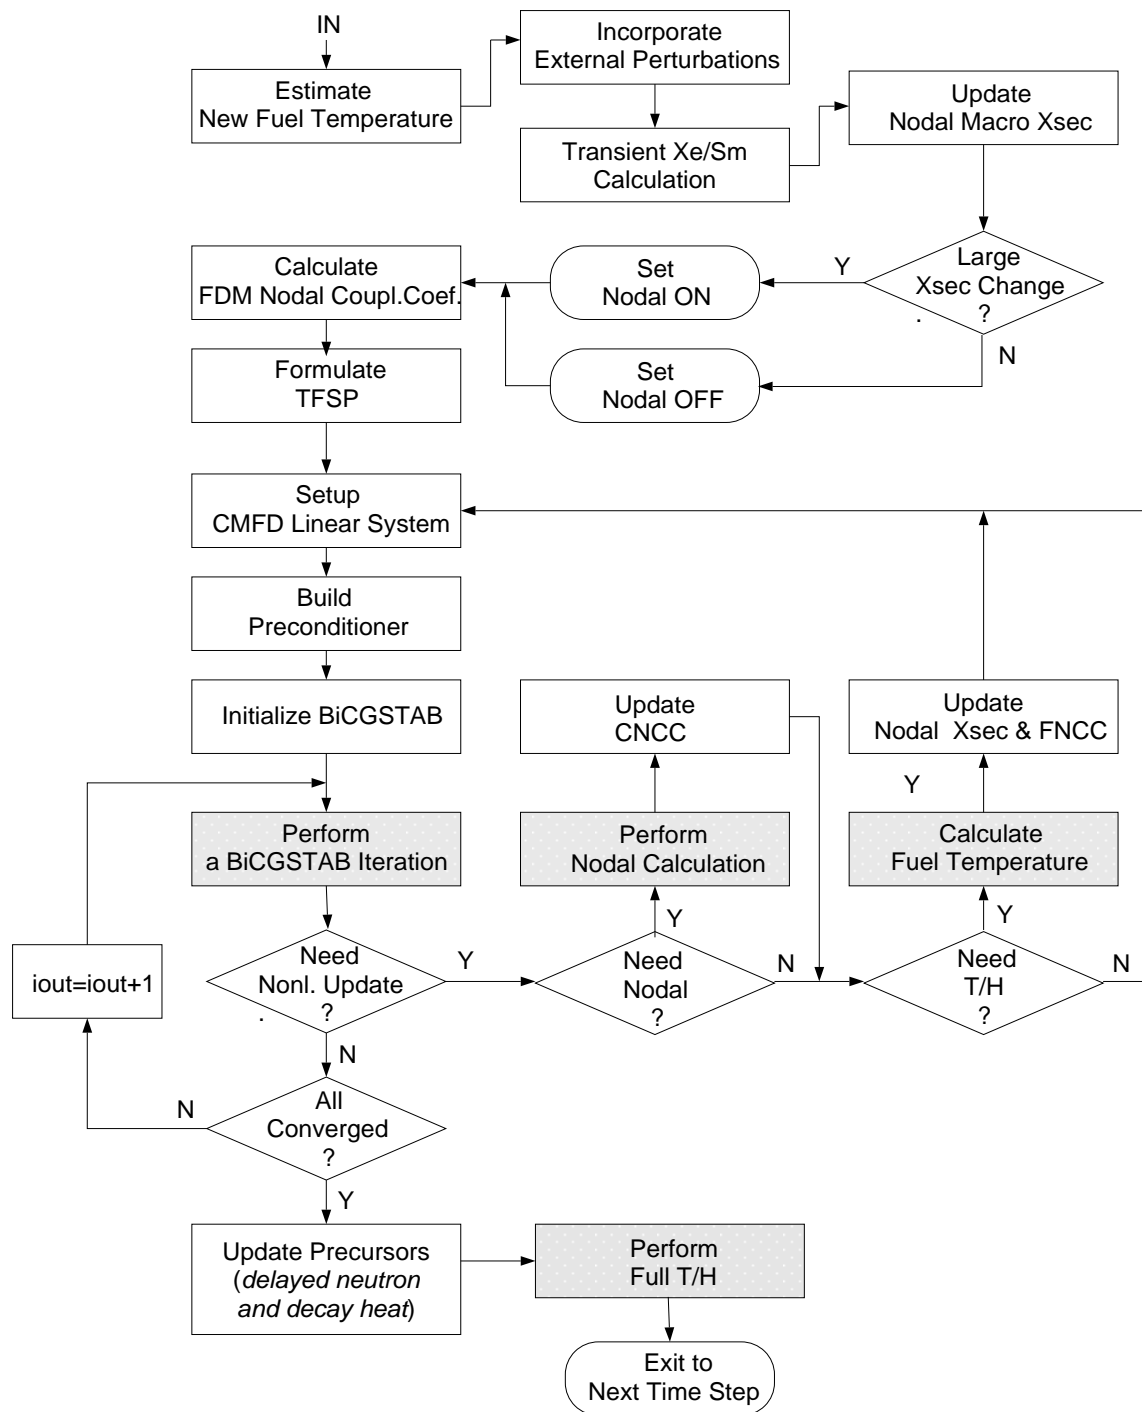 IN
Estimate
New Fuel Temperature
Incorporate
External Perturbations
Transient Xe/Sm
Calculation
Update
Nodal Macro Xsec
Large
Xsec Change
?
.
Y
N
Set
Nodal ON
Set
Nodal OFF
Calculate
FDM Nodal Coupl.Coef.
Formulate
TFSP
Setup
CMFD Linear System
Build
Preconditioner
Initialize BiCGSTAB
Perform
a BiCGSTAB Iteration
Need
Nonl. Update
?
.
Y
N
iout=iout+1
All
Converged
?
N
Y
Update
CNCC
Perform
Nodal Calculation
Y
Need
Nodal
?
N
Update
Nodal Xsec & FNCC
Y
Calculate
Fuel Temperature
Y
Need
T/H
?
N
Update Precursors
(delayed neutron
and decay heat)
Perform
Full T/H
Exit to
Next Time Step